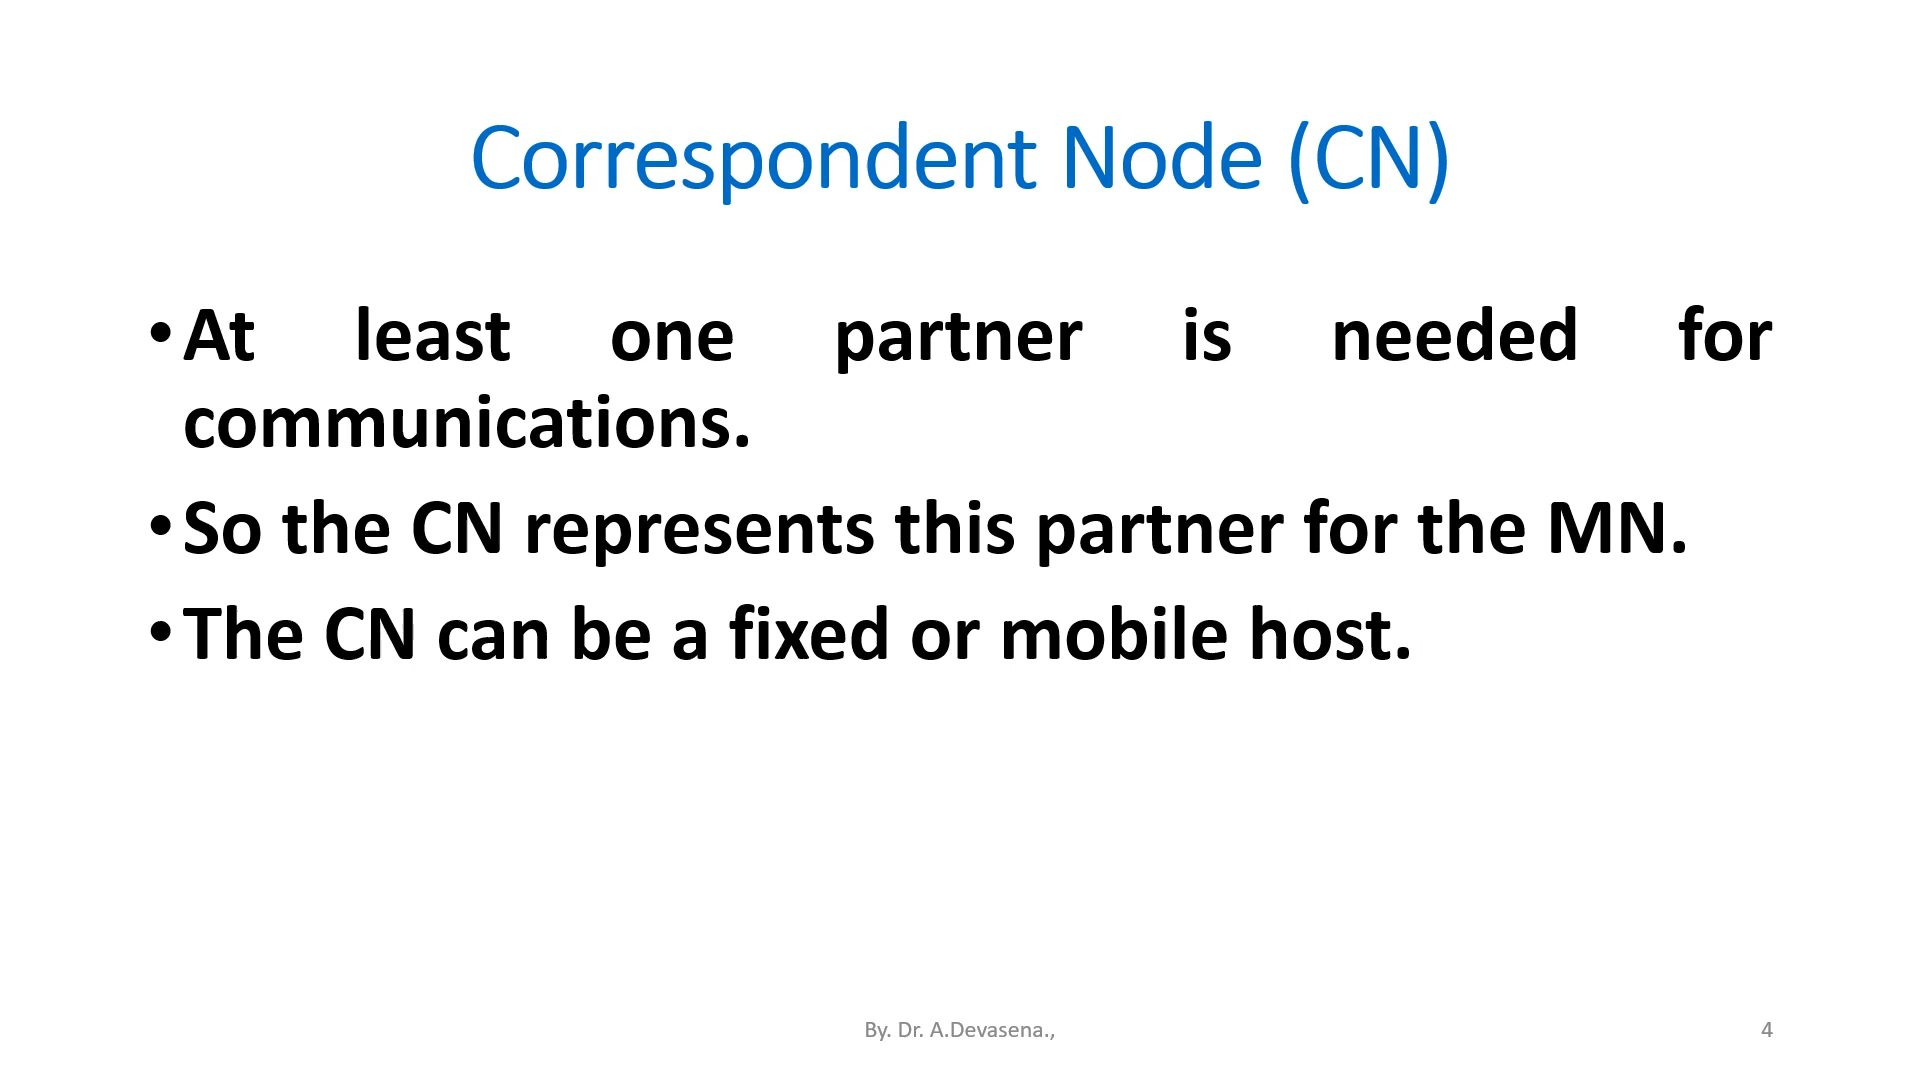 Correspondent Node (CN)
•At least one partner is needed for
communications.
•So the CN represents this partner for the MN.
•The CN can be a fixed or mobile host.
By. Dr. A.Devasena.,
4